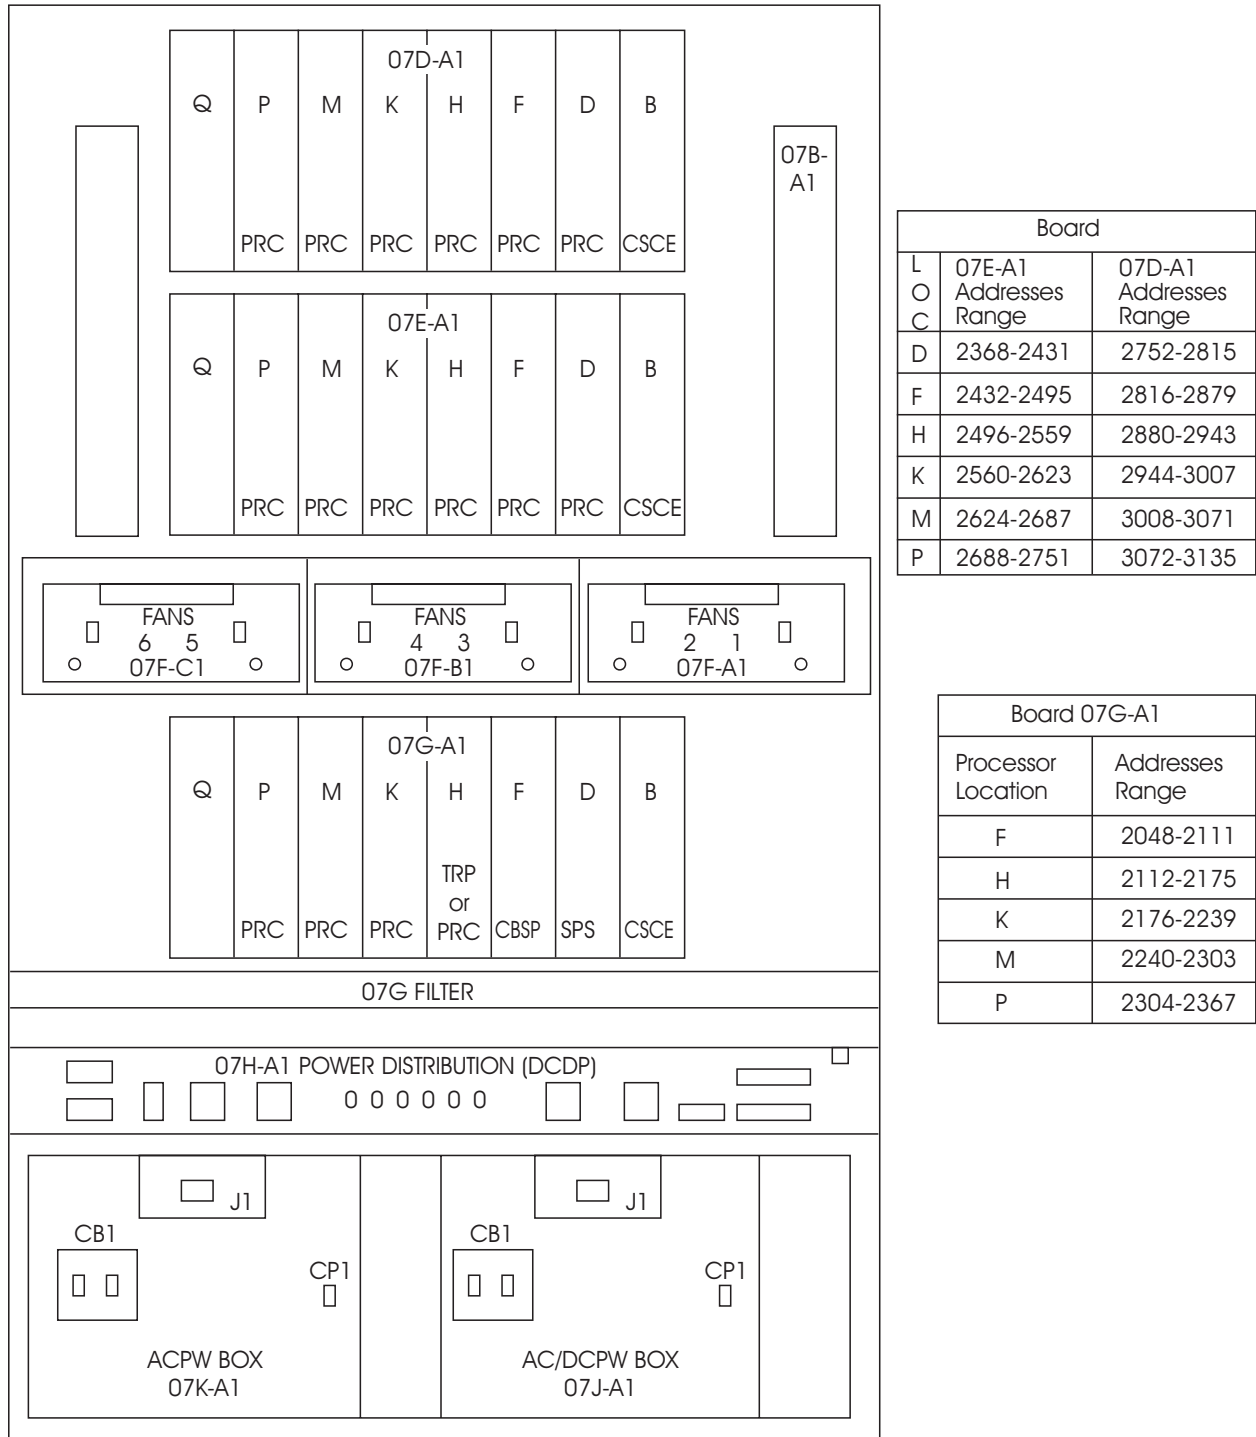 07D-A1
Q P M K H F D B
PRC PRC PRC PRC PRC PRC CSCE
07B-
A1
07E-A1
Q P M K H F D B
PRC PRC PRC PRC PRC PRC CSCE
FANS
6 5
07F-C1
FANS
4 3
07F-B1
FANS
2 1
07F-A1
07G-A1
Q P M K H F D B
TRP
or
PRC PRC PRC PRC CBSP SPS CSCE
07G FILTER
07H-A1 POWER DISTRIBUTION (DCDP)
0 0 0 0 0 0
J1
CB1
CP1
ACPW BOX
07K-A1
J1
CB1
CP1
AC/DCPW BOX
07J-A1
Board
L 07E-A1 07D-A1
O Addresses Addresses
C Range Range
D 2368-2431 2752-2815
F 2432-2495 2816-2879
H 2496-2559 2880-2943
K 2560-2623 2944-3007
M 2624-2687 3008-3071
P 2688-2751 3072-3135
Board 07G-A1
Processor Addresses
Location Range
F 2048-2111
H 2112-2175
K 2176-2239
M 2240-2303
P 2304-2367